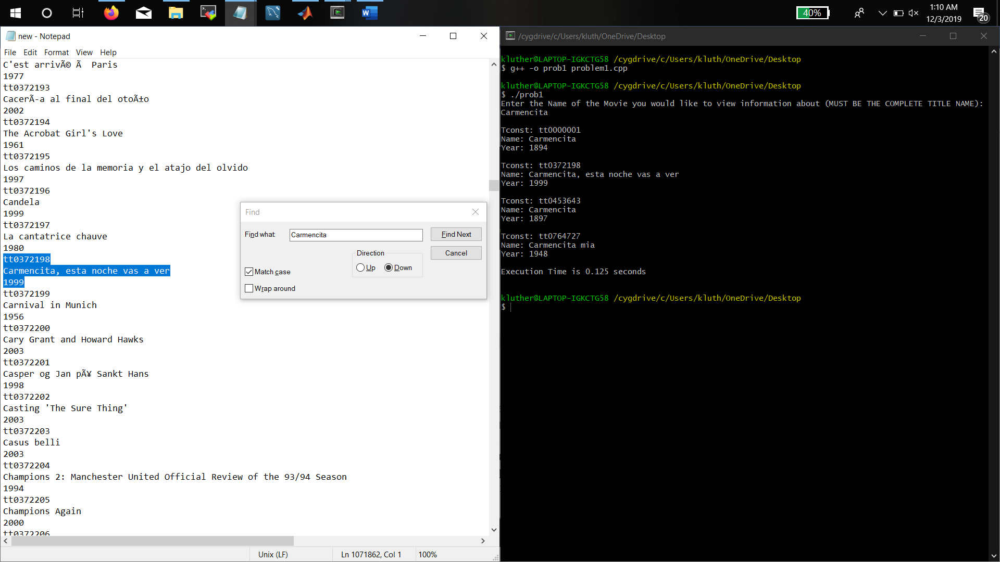 40%
1:10 AM
12/3/2019
20
new - Notepad
File Edit Format View Help
C'est arrivÃ© Ã  Paris
1977
tt0372193
CacerÃ-a al final del otoÃ±o
2002
tt0372194
The Acrobat Girl's Love
1961
tt0372195
Los caminos de la memoria y el atajo del olvido
1997
tt0372196
Candela
1999
tt0372197
La cantatrice chauve
1980
tt0372198
Carmencita, esta noche vas a ver
1999
tt0372199
Carnival in Munich
1956
tt0372200
Cary Grant and Howard Hawks
2003
tt0372201
Casper og Jan pÃ¥ Sankt Hans
1998
tt0372202
Casting 'The Sure Thing'
2003
tt0372203
Casus belli
2003
tt0372204
Champions 2: Manchester United Official Review of the 93/94 Season
1994
tt0372205
Champions Again
2000
tt0372206
Unix (LF)
Ln 1071862, Col 1
100%
Find
Find what:
Carmencita
Find Next
Cancel
Direction
Up
Down
Match case
Wrap around
/cygdrive/c/Users/kluth/OneDrive/Desktop
kluther@LAPTOP-IGKCTG58 /cygdrive/c/Users/kluth/OneDrive/Desktop
$ g++ -o prob1 problem1.cpp
kluther@LAPTOP-IGKCTG58 /cygdrive/c/Users/kluth/OneDrive/Desktop
$ ./prob1
Enter the Name of the Movie you would like to view information about (MUST BE THE COMPLETE TITLE NAME):
Carmencita
Tconst: tt0000001
Name: Carmencita
Year: 1894
Tconst: tt0372198
Name: Carmencita, esta noche vas a ver
Year: 1999
Tconst: tt0453643
Name: Carmencita
Year: 1897
Tconst: tt0764727
Name: Carmencita mia
Year: 1948
Execution Time is 0.125 seconds
kluther@LAPTOP-IGKCTG58 /cygdrive/c/Users/kluth/OneDrive/Desktop
$